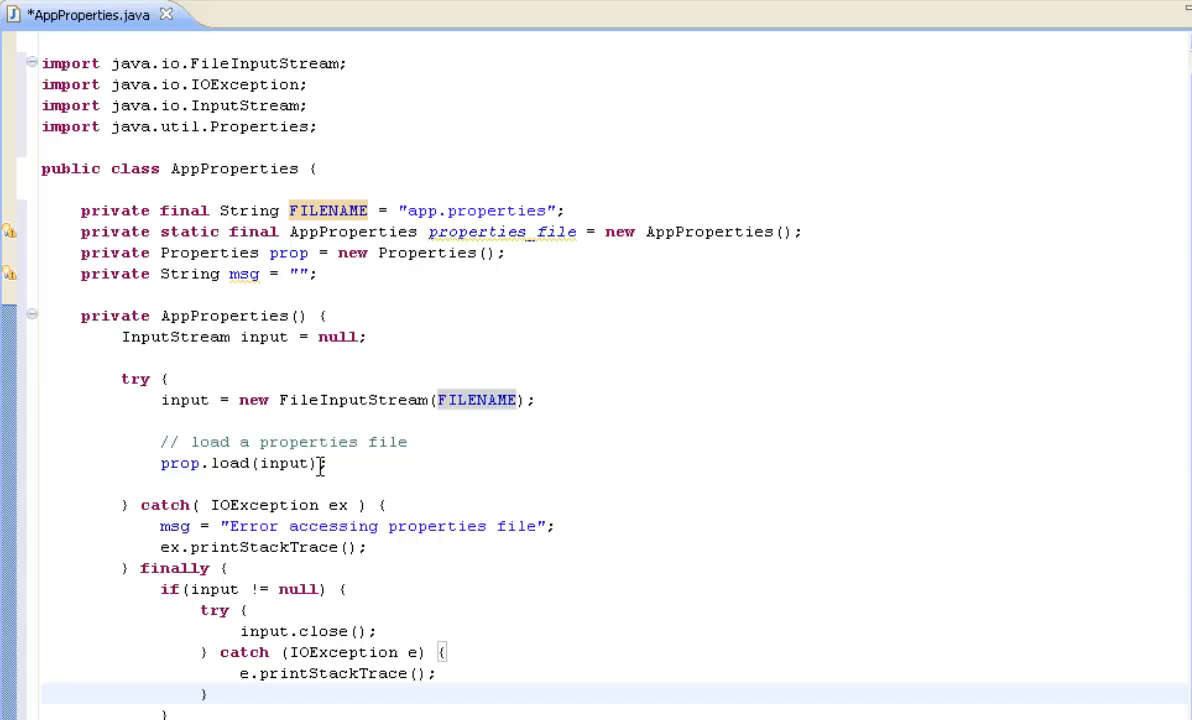 *AppProperties.java
import java.io.FileInputStream;
import java.io.IOException;
import java.io.InputStream;
import java.util.Properties;
public class AppProperties {
private final String FILENAME = "app.properties";
private static final AppProperties properties_file = new AppProperties();
private Properties prop = new Properties();
private String msg = "";
private AppProperties() {
InputStream input = null;
try {
input = new FileInputStream(FILENAME);
// load a properties file
prop.load(input);
} catch( IOException ex ) {
msg = "Error accessing properties file";
ex.printStackTrace();
} finally {
if(input != null) {
try {
input.close();
} catch (IOException e) {
e.printStackTrace();
}
}